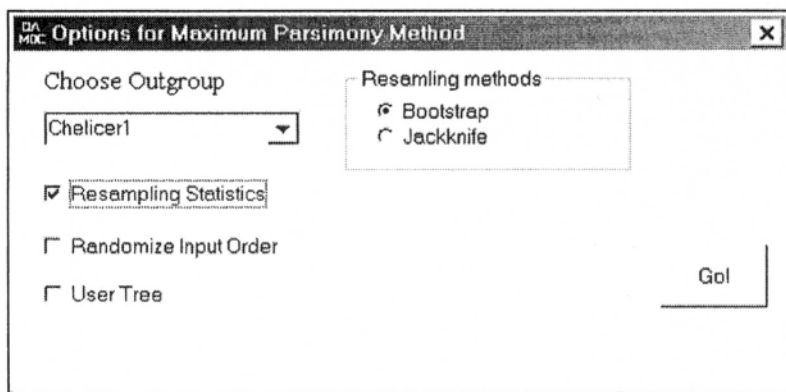 Options for Maximum Parsimony Method
Choose Outgroup
Chelicer1
Resamling methods
Bootstrap
Jackknife
Resampling Statistics
Randomize Input Order
User Tree
Go!